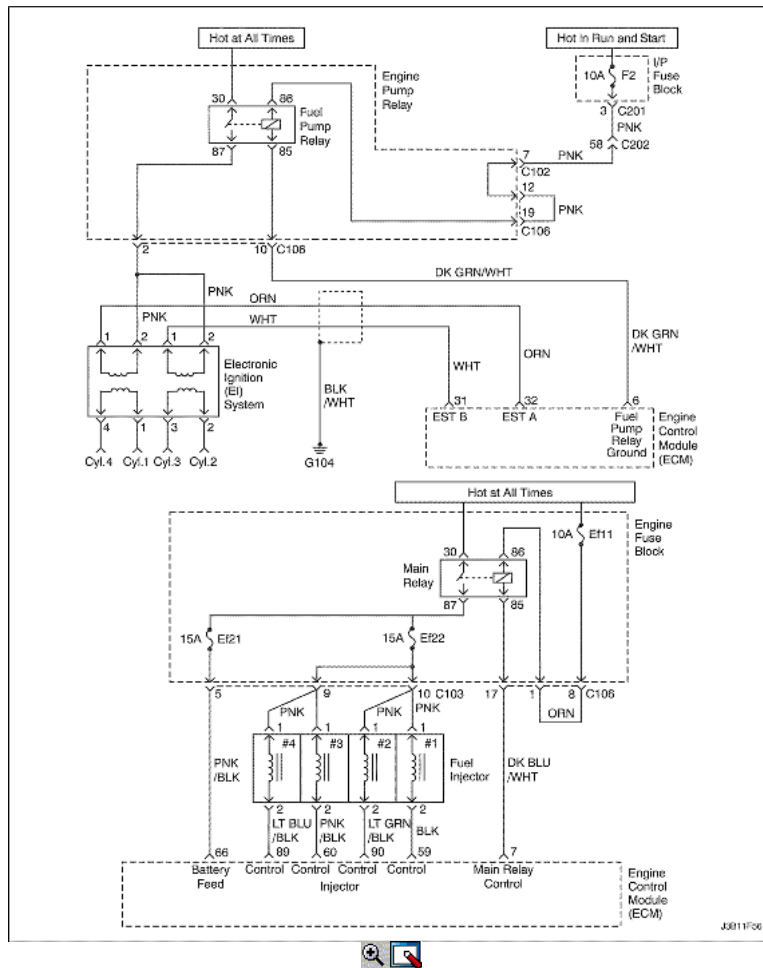 Hot at All Times
Hot In Run and Start
Engine
Pump
Relay
10A F2
I/P
Fuse
Block
30 86
Fuel
Pump
Relay
87 85
3 C201
PNK
58 C202
7 PNK
C102
12
PNK
19
C106
2 10 C106
DK GRN/WHT
PNK
ORN
PNK
WHT
1 2 1 2
Electronic
Ignition
(EI)
System
BLK
/WHT
WHT
ORN
DK GRN
/WHT
31 32 6
EST B EST A Fuel
Pump
Relay
Ground
Engine
Control
Module
(ECM)
4 1 3 2
Cyl.4 Cyl.1 Cyl.3 Cyl.2
G104
Hot at All Times
Engine
Fuse
Block
10A Ef11
30 86
Main
Relay
87 85
15A Ef21
15A Ef22
5 9 10 C103 17 1 8 C106
PNK PNK PNK
ORN
1 1 1 1
#4 #3 #2 #1
Fuel
Injector
PNK
/BLK
DK BLU
/WHT
2 2 2 2
LT BLU
/BLK
PNK
/BLK
LT GRN
/BLK
BLK
66 89 60 90 59 7
Battery
Feed
Control Control Control Control
Injector
Main Relay
Control
Engine
Control
Module
(ECM)